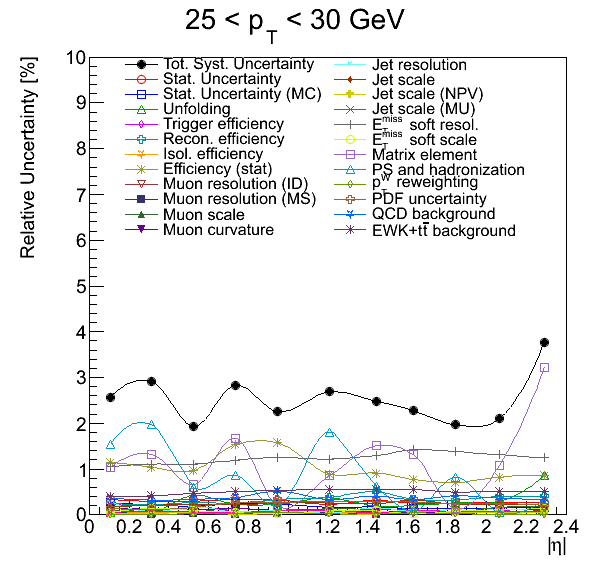 25 < p_T < 30 GeV
Relative Uncertainty [%]
10
9
8
7
6
5
4
3
2
1
0
Tot. Syst. Uncertainty
Stat. Uncertainty
Stat. Uncertainty (MC)
Unfolding
Trigger efficiency
Recon. efficiency
Isol. efficiency
Efficiency (stat)
Muon resolution (ID)
Muon resolution (MS)
Muon scale
Muon curvature
Jet resolution
Jet scale
Jet scale (NPV)
Jet scale (MU)
E_T^miss soft resol.
E_T^miss soft scale
Matrix element
PS and hadronization
p_T^W reweighting
PDF uncertainty
QCD background
EWK+tt̄ background
0 0.2 0.4 0.6 0.8 1 1.2 1.4 1.6 1.8 2 2.2 2.4
|η|